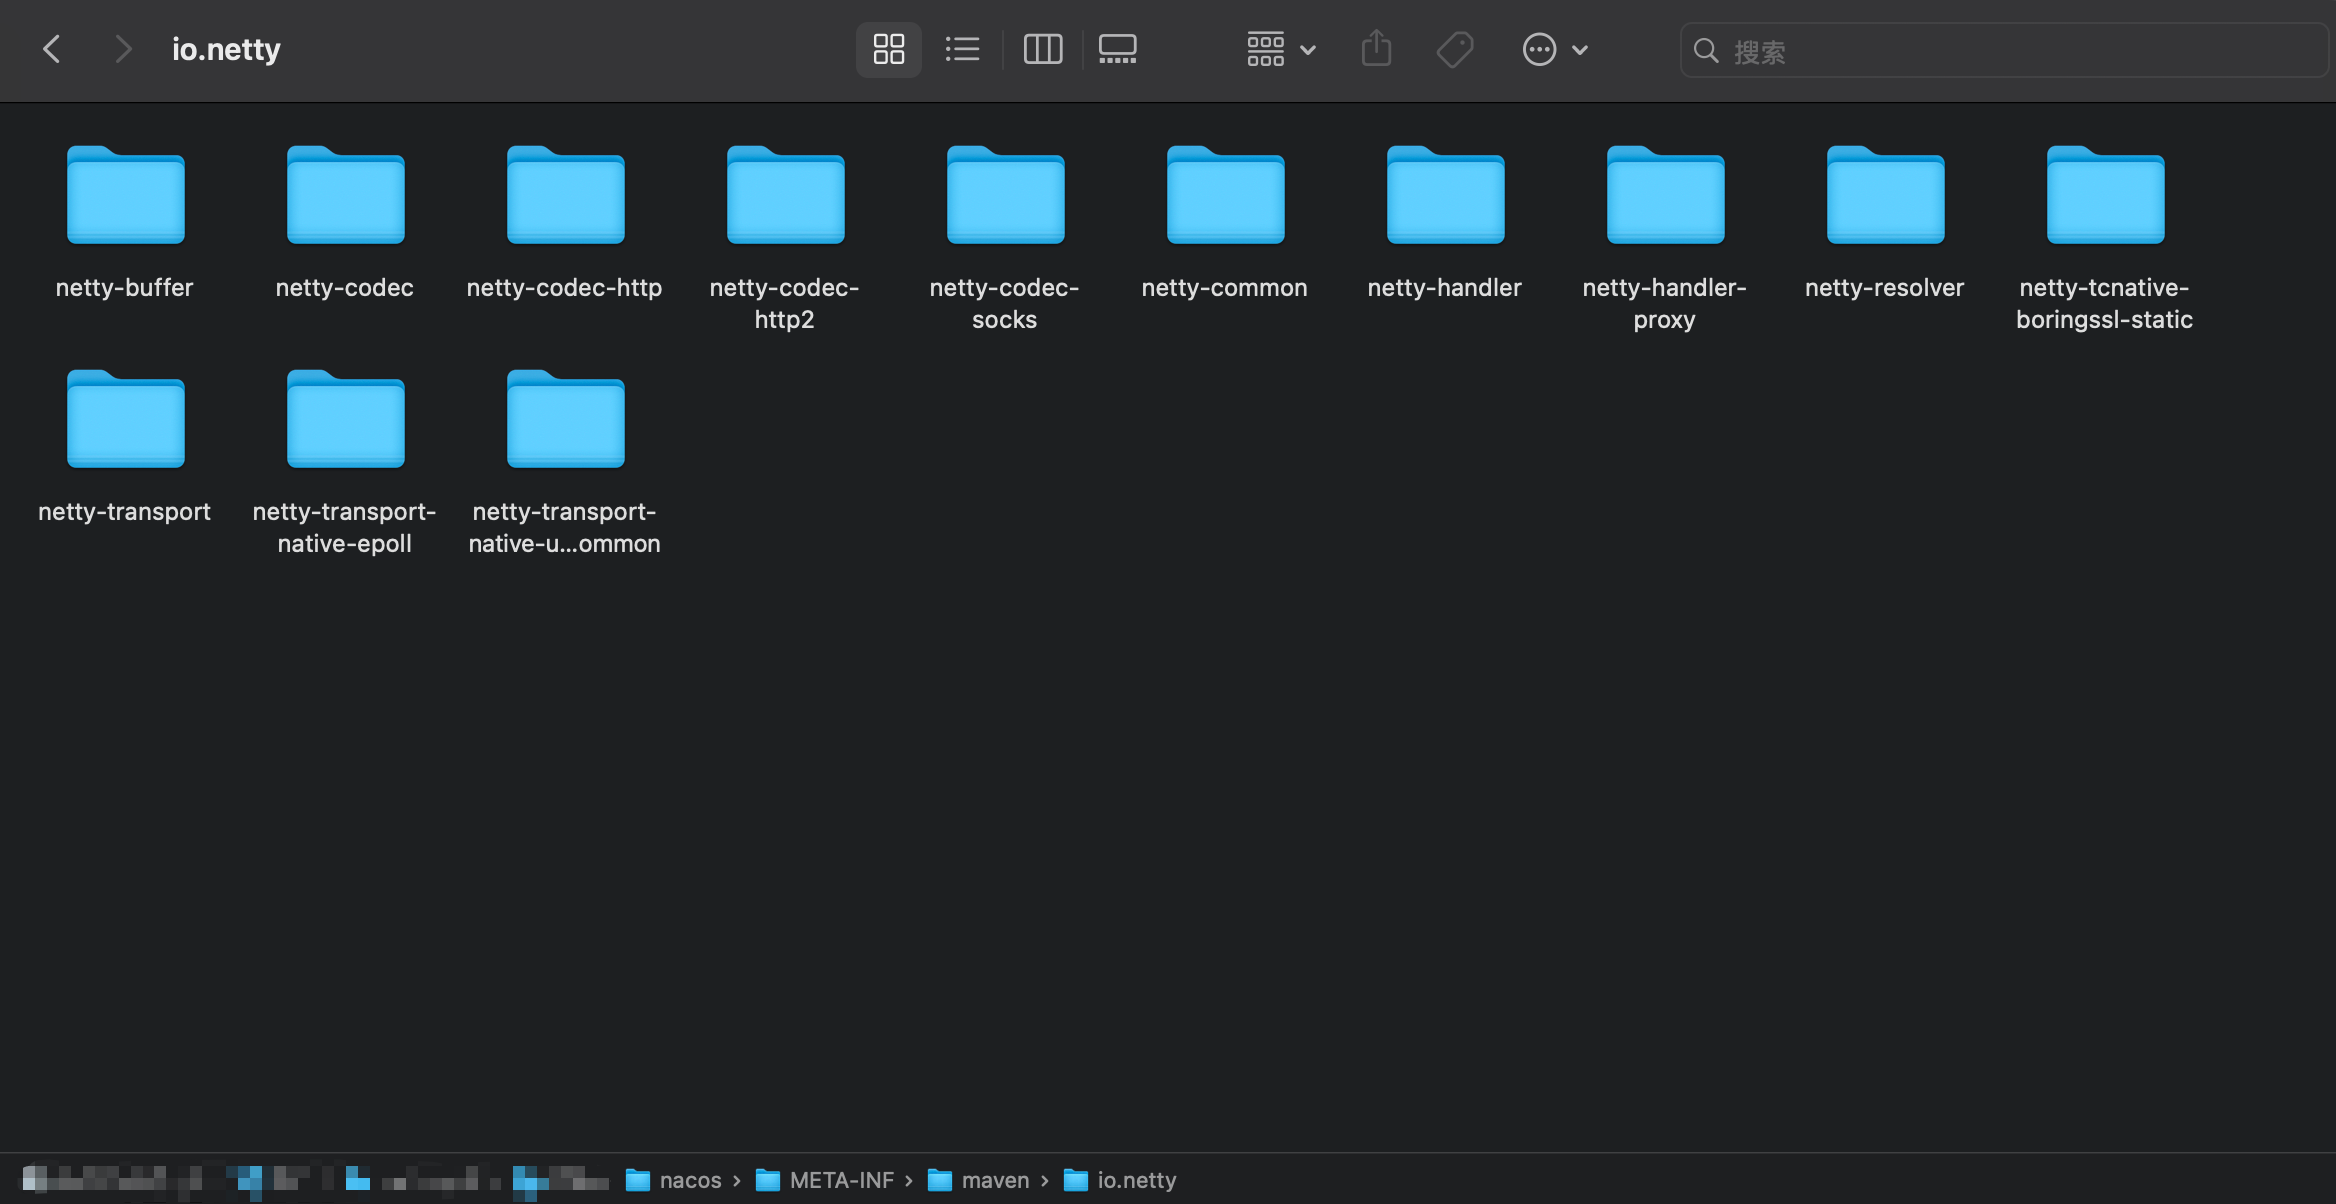 io.netty
搜索
netty-buffer
netty-codec
netty-codec-http
netty-codec-
http2
netty-codec-
socks
netty-common
netty-handler
netty-handler-
proxy
netty-resolver
netty-tcnative-
boringssl-static
netty-transport
netty-transport-
native-epoll
netty-transport-
native-u...ommon
nacos › META-INF › maven › io.netty